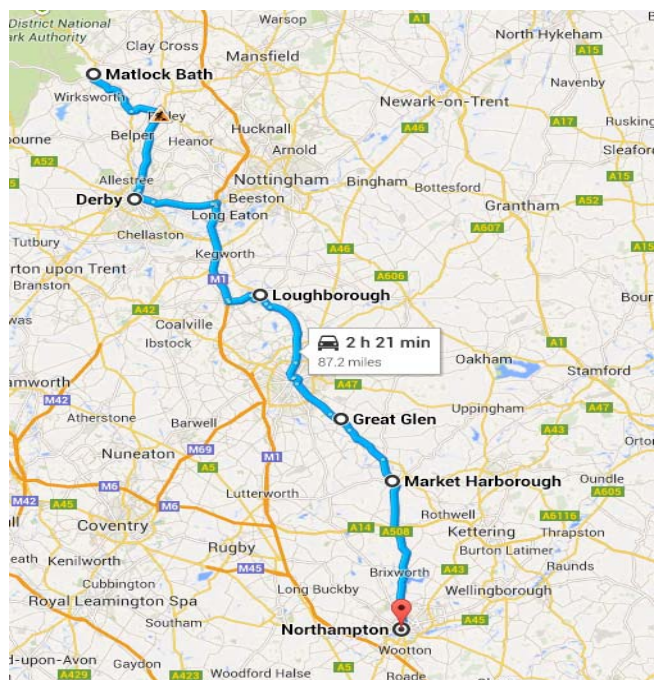 District National
Park Authority
Warsop
A1
North Hykeham
A15
Clay Cross
Matlock Bath
Mansfield
Navenby
Wirksworth
Newark-on-Trent
Belper
Heanor
Hucknall
A46
A17
Ruskin
bourne
Arnold
Sleaford
A52
Allestree
Nottingham
Bingham
Bottesford
A15
Derby
Beeston
Grantham
A52
Long Eaton
A607
Chellaston
Tutbury
A46
A15
Kegworth
rton upon Trent
M1
A606
Branston
Loughborough
Bour
was
A42
Coalville
A1
Ibstock
2 h 21 min
87.2 miles
Oakham
Stamford
amworth
M42
A47
Great Glen
Uppingham
A47
Atherstone
Barwell
A43
Orto
Nuneaton
M69
A5
M1
Market Harborough
Oundle
M6
Lutterworth
A605
M42
A45
M6
Rothwell
A6116
Coventry
A14
A508
Kettering
Thrapston
Rugby
Burton Latimer
eath
Kenilworth
M45
Brixworth
A43
Raunds
Cubbington
Long Buckby
Wellingborough
Royal Leamington Spa
Southam
Northampton
A45
Wootton
d-upon-Avon
Gaydon
A5
A429
A423
Woodford Halse
Roade